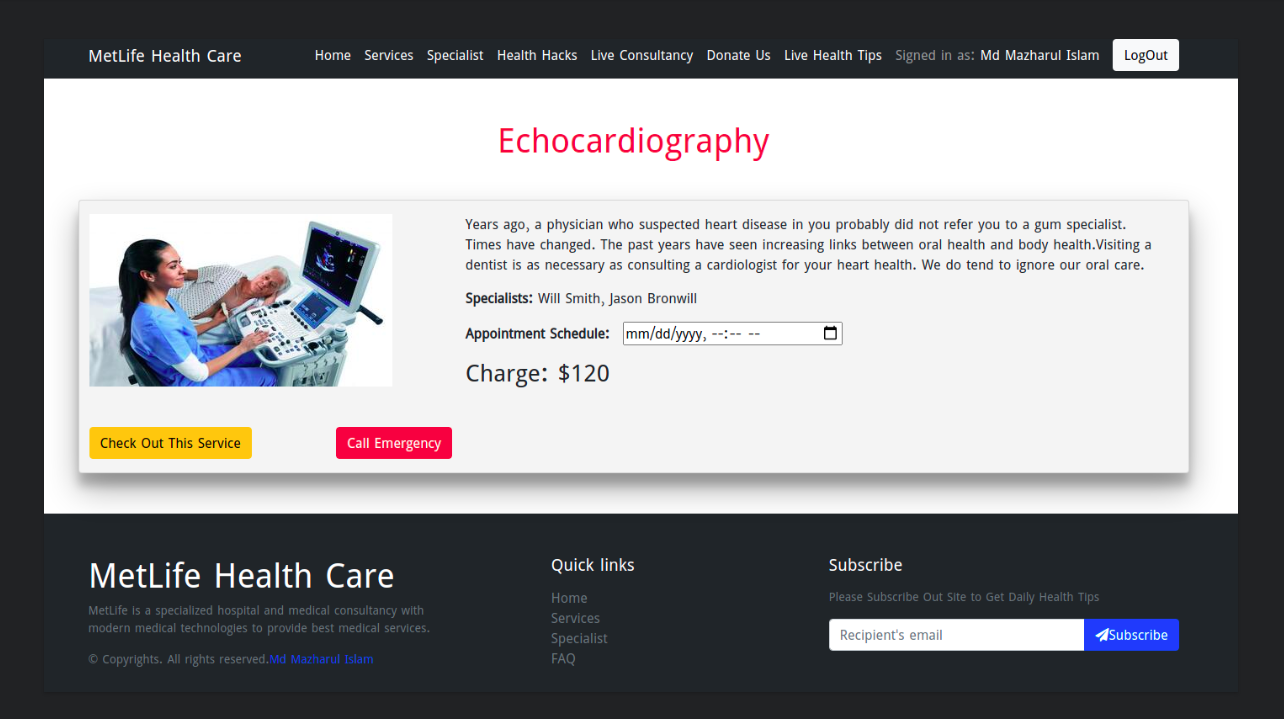 MetLife Health Care Home Services Specialist Health Hacks Live Consultancy Donate Us Live Health Tips Signed in as: Md Mazharul Islam LogOut
Echocardiography
Years ago, a physician who suspected heart disease in you probably did not refer you to a gum specialist.
Times have changed. The past years have seen increasing links between oral health and body health.Visiting a
dentist is as necessary as consulting a cardiologist for your heart health. We do tend to ignore our oral care.
Specialists: Will Smith, Jason Bronwill
Appointment Schedule: mm/dd/yyyy, --:-- --
Charge: $120
Check Out This Service Call Emergency
MetLife Health Care
MetLife is a specialized hospital and medical consultancy with
modern medical technologies to provide best medical services.
© Copyrights. All rights reserved.Md Mazharul Islam
Quick links
Home
Services
Specialist
FAQ
Subscribe
Please Subscribe Out Site to Get Daily Health Tips
Recipient's email Subscribe